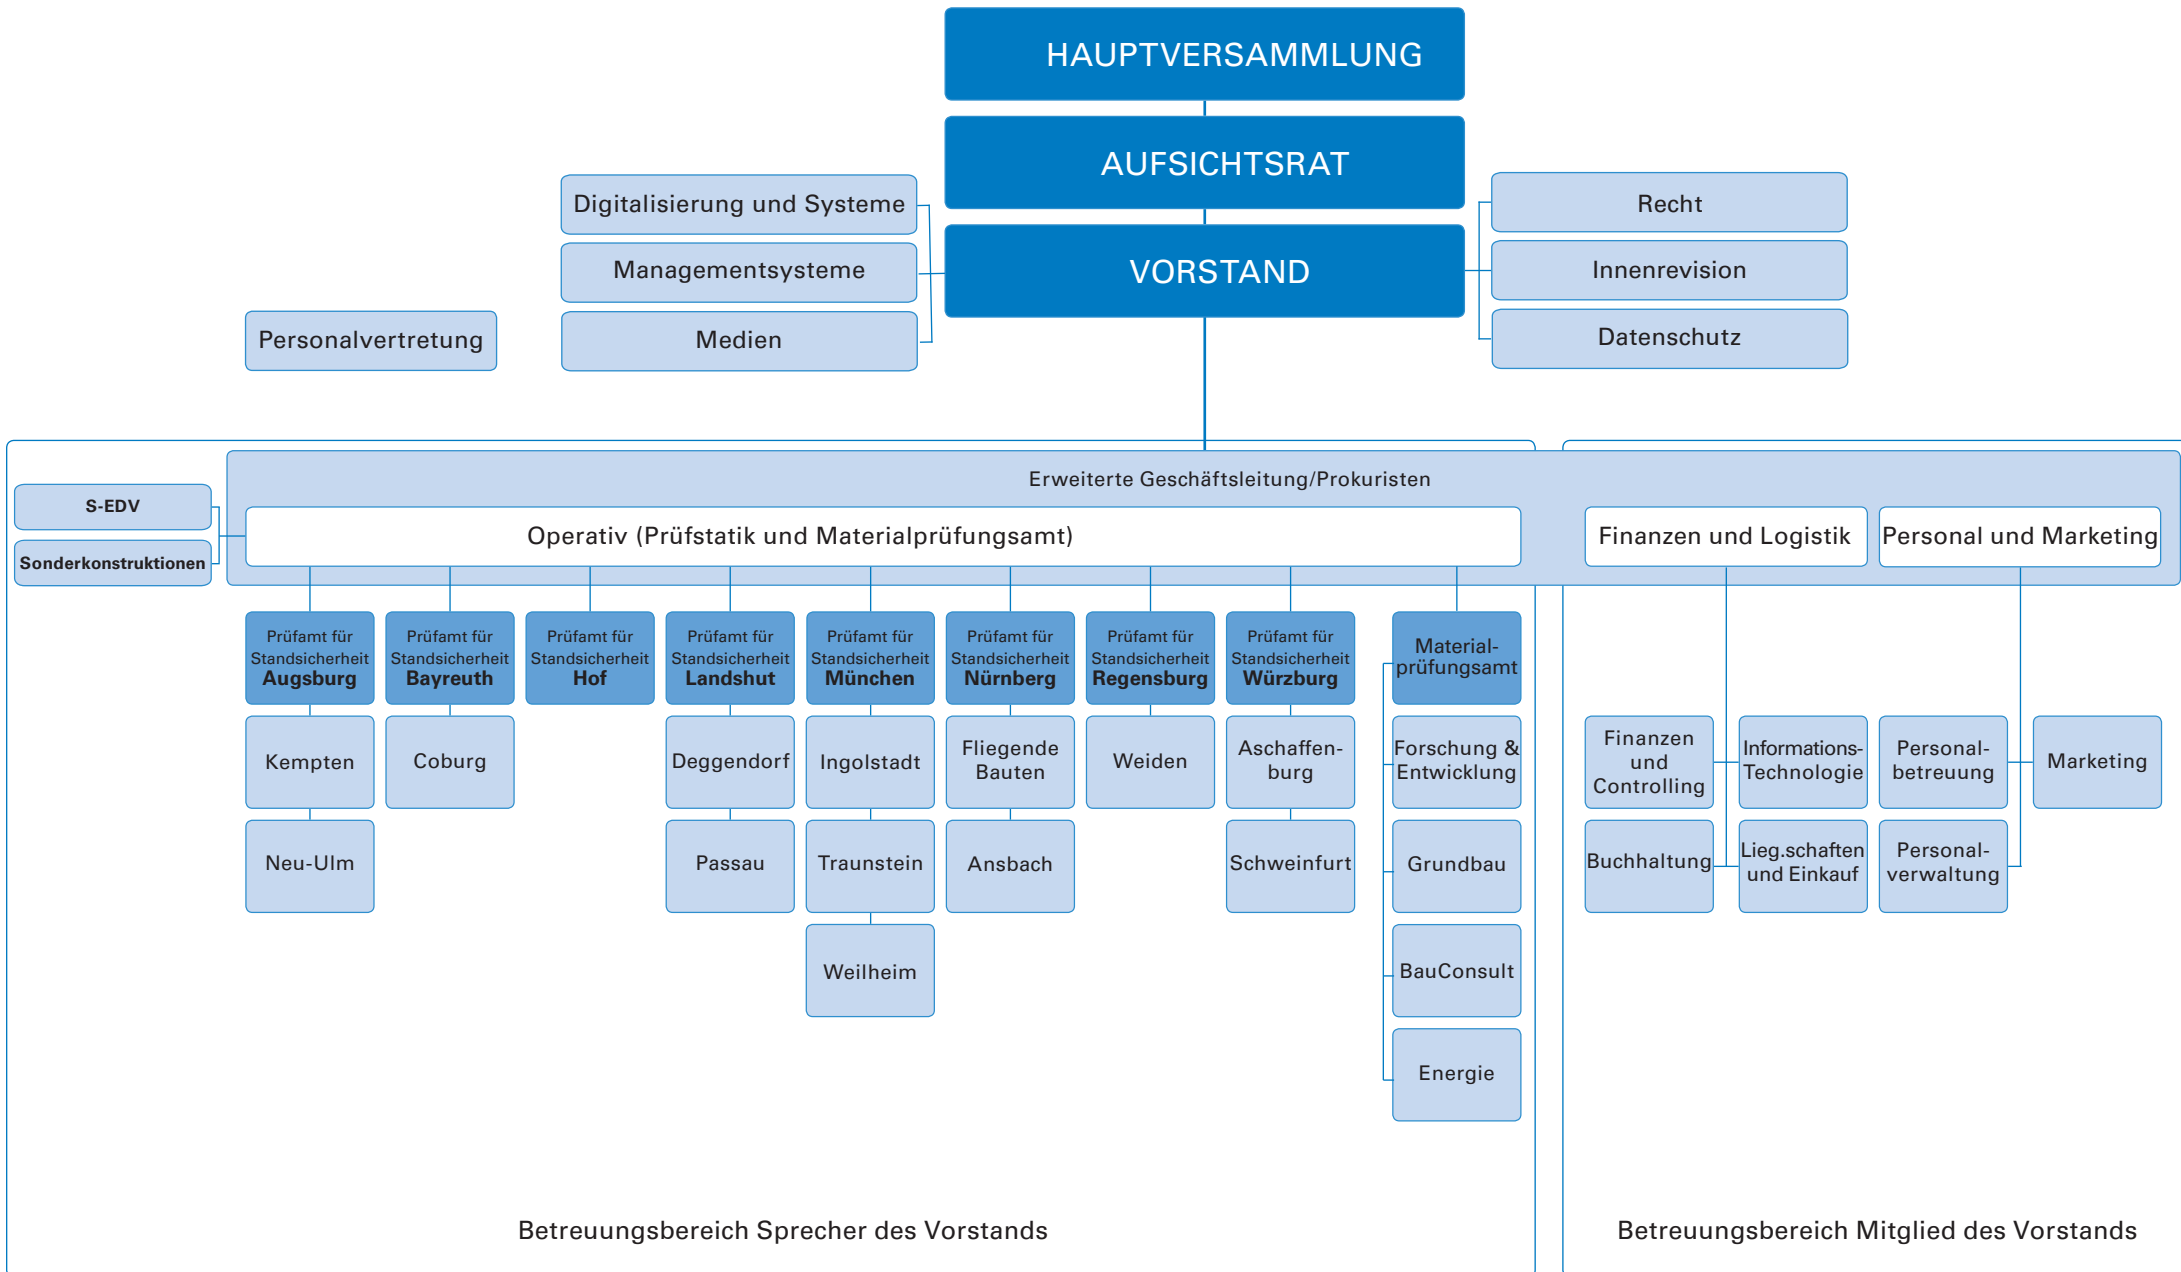 HAUPTVERSAMMLUNG
AUFSICHTSRAT
VORSTAND
Digitalisierung und Systeme
Managementsysteme
Medien
Personalvertretung
Recht
Innenrevision
Datenschutz
Erweiterte Geschäftsleitung/Prokuristen
S-EDV
Sonderkonstruktionen
Operativ (Prüfstatik und Materialprüfungsamt)
Finanzen und Logistik
Personal und Marketing
Prüfamt für
Standsicherheit
Augsburg
Kempten
Neu-Ulm
Prüfamt für
Standsicherheit
Bayreuth
Coburg
Prüfamt für
Standsicherheit
Hof
Prüfamt für
Standsicherheit
Landshut
Deggendorf
Passau
Prüfamt für
Standsicherheit
München
Ingolstadt
Traunstein
Weilheim
Prüfamt für
Standsicherheit
Nürnberg
Fliegende
Bauten
Ansbach
Prüfamt für
Standsicherheit
Regensburg
Weiden
Prüfamt für
Standsicherheit
Würzburg
Aschaffen-
burg
Schweinfurt
Material-
prüfungsamt
Forschung &
Entwicklung
Grundbau
BauConsult
Energie
Finanzen
und
Controlling
Informations-
Technologie
Buchhaltung
Lieg.schaften
und Einkauf
Personal-
betreuung
Marketing
Personal-
verwaltung
Betreuungsbereich Sprecher des Vorstands
Betreuungsbereich Mitglied des Vorstands